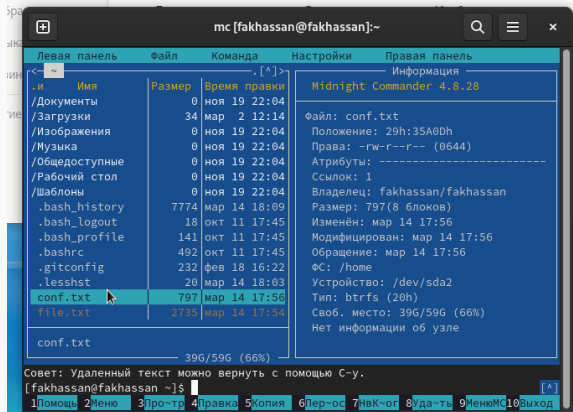 mc [fakhassan@fakhassan]:~
Левая панель Файл Команда Настройки Правая панель
<— ~ .[^]>
.и Имя Размер Время правки
/Документы 0 ноя 19 22:04
/Загрузки 34 мар 2 12:14
/Изображения 0 ноя 19 22:04
/Музыка 0 ноя 19 22:04
/Общедоступные 0 ноя 19 22:04
/Рабочий стол 0 ноя 19 22:04
/Шаблоны 0 ноя 19 22:04
.bash_history 7774 мар 14 18:09
.bash_logout 18 окт 11 17:45
.bash_profile 141 окт 11 17:45
.bashrc 492 окт 11 17:45
.gitconfig 232 фев 18 16:22
.lesshst 20 мар 14 18:03
conf.txt 797 мар 14 17:56
file.txt 2735 мар 14 17:54
conf.txt
39G/59G (66%)
Информация
Midnight Commander 4.8.28
Файл: conf.txt
Положение: 29h:35A0Dh
Права: -rw-r--r-- (0644)
Атрибуты: ------------------------
Ссылок: 1
Владелец: fakhassan/fakhassan
Размер: 797(8 блоков)
Изменён: мар 14 17:56
Модифицирован: мар 14 17:56
Обращение: мар 14 17:56
ФС: /home
Устройство: /dev/sda2
Тип: btrfs (20h)
Своб. место: 39G/59G (66%)
Нет информации об узле
Совет: Удаленный текст можно вернуть с помощью C-y.
[fakhassan@fakhassan ~]$ [^]
1Помощь 2Меню 3Про~тр 4Правка 5Копия 6Пер~ос 7НвК~ог 8Уда~ть 9МенюМС 10Выход